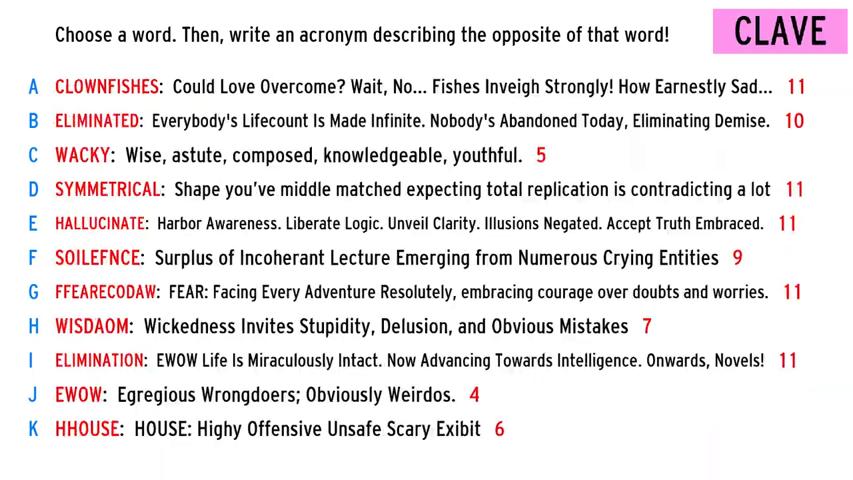 Choose a word. Then, write an acronym describing the opposite of that word!
CLAVE
A CLOWNFISHES: Could Love Overcome? Wait, No... Fishes Inveigh Strongly! How Earnestly Sad... 11
B ELIMINATED: Everybody's Lifecount Is Made Infinite. Nobody's Abandoned Today, Eliminating Demise. 10
C WACKY: Wise, astute, composed, knowledgeable, youthful. 5
D SYMMETRICAL: Shape you've middle matched expecting total replication is contradicting a lot 11
E HALLUCINATE: Harbor Awareness. Liberate Logic. Unveil Clarity. Illusions Negated. Accept Truth Embraced. 11
F SOILEFNCE: Surplus of Incoherant Lecture Emerging from Numerous Crying Entities 9
G FFEARECODAW: FEAR: Facing Every Adventure Resolutely, embracing courage over doubts and worries. 11
H WISDAOM: Wickedness Invites Stupidity, Delusion, and Obvious Mistakes 7
I ELIMINATION: EWOW Life Is Miraculously Intact. Now Advancing Towards Intelligence. Onwards, Novels! 11
J EWOW: Egregious Wrongdoers; Obviously Weirdos. 4
K HHOUSE: HOUSE: Highy Offensive Unsafe Scary Exibit 6